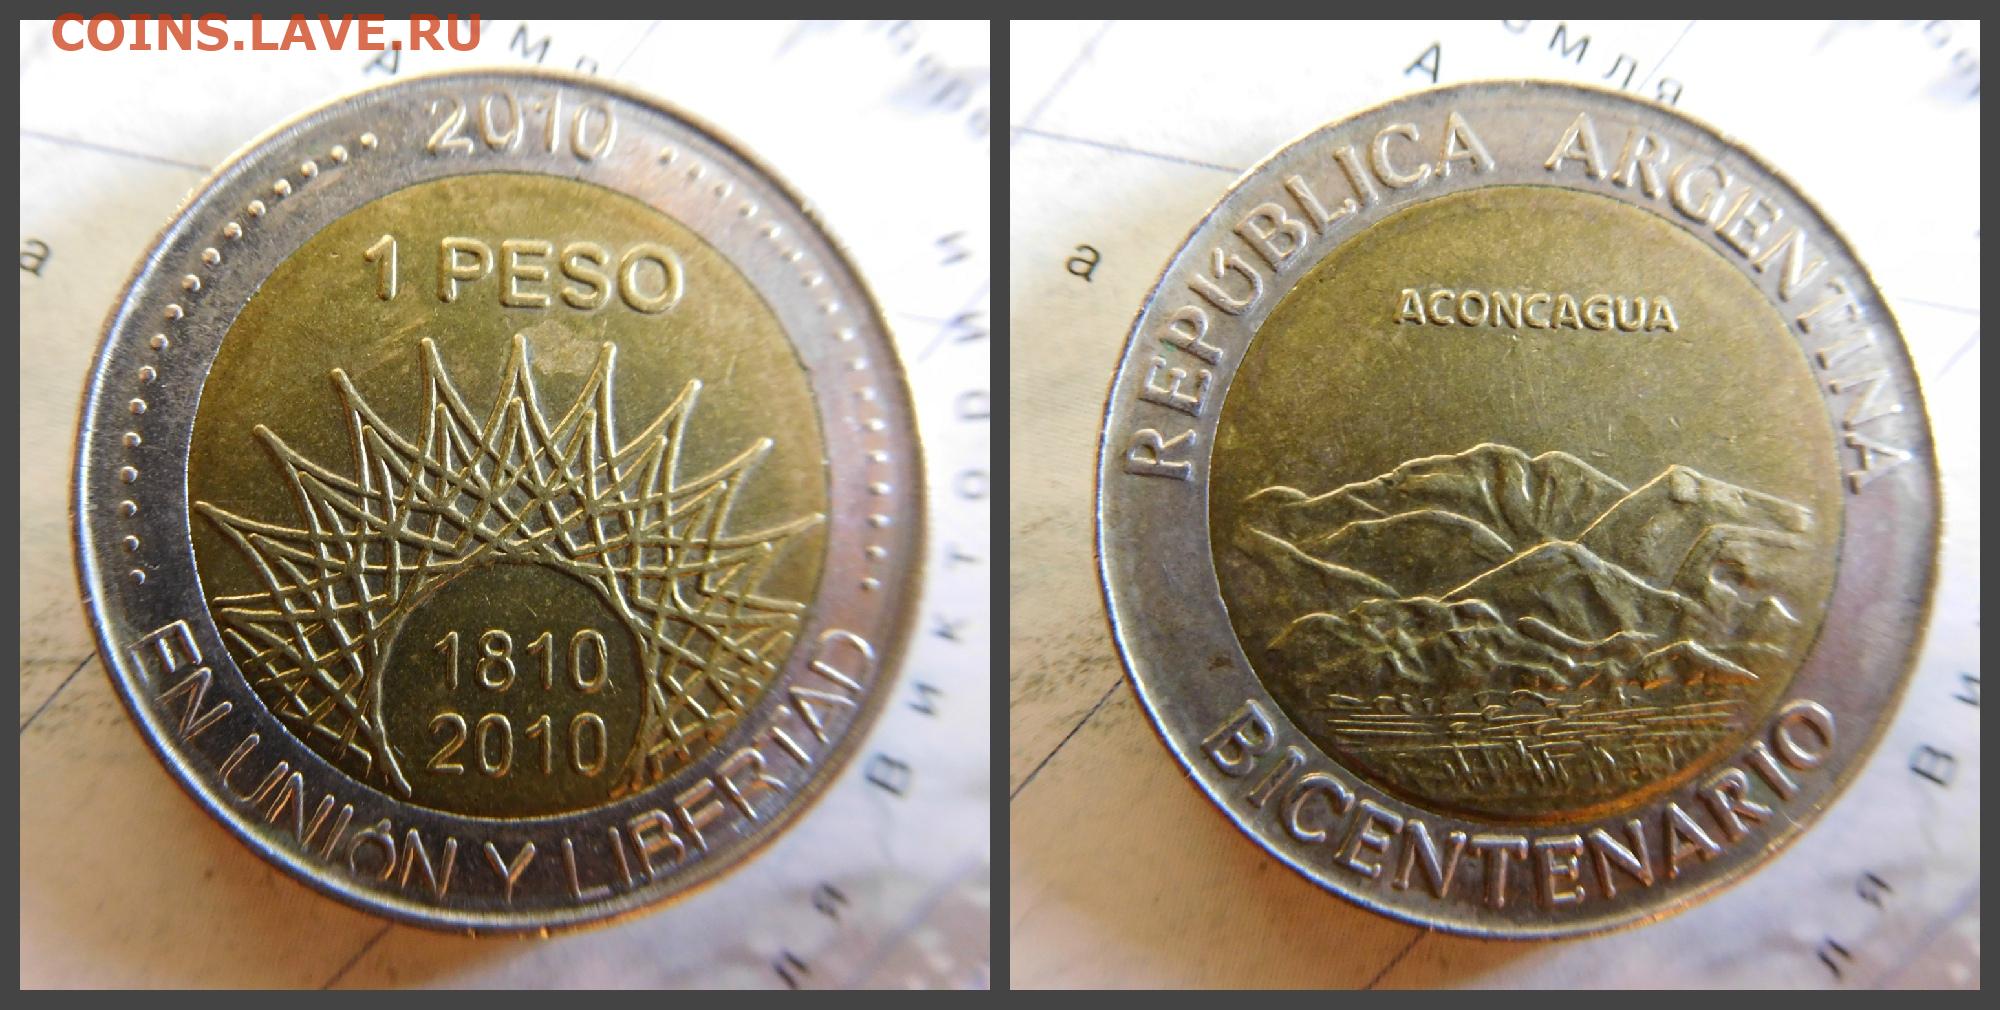 COINS.LAVE.RU
2010
1 PESO
1810
2010
EN UNIÓN Y LIBERTAD
REPÚBLICA ARGENTINA
ACONCAGUA
BICENTENARIO